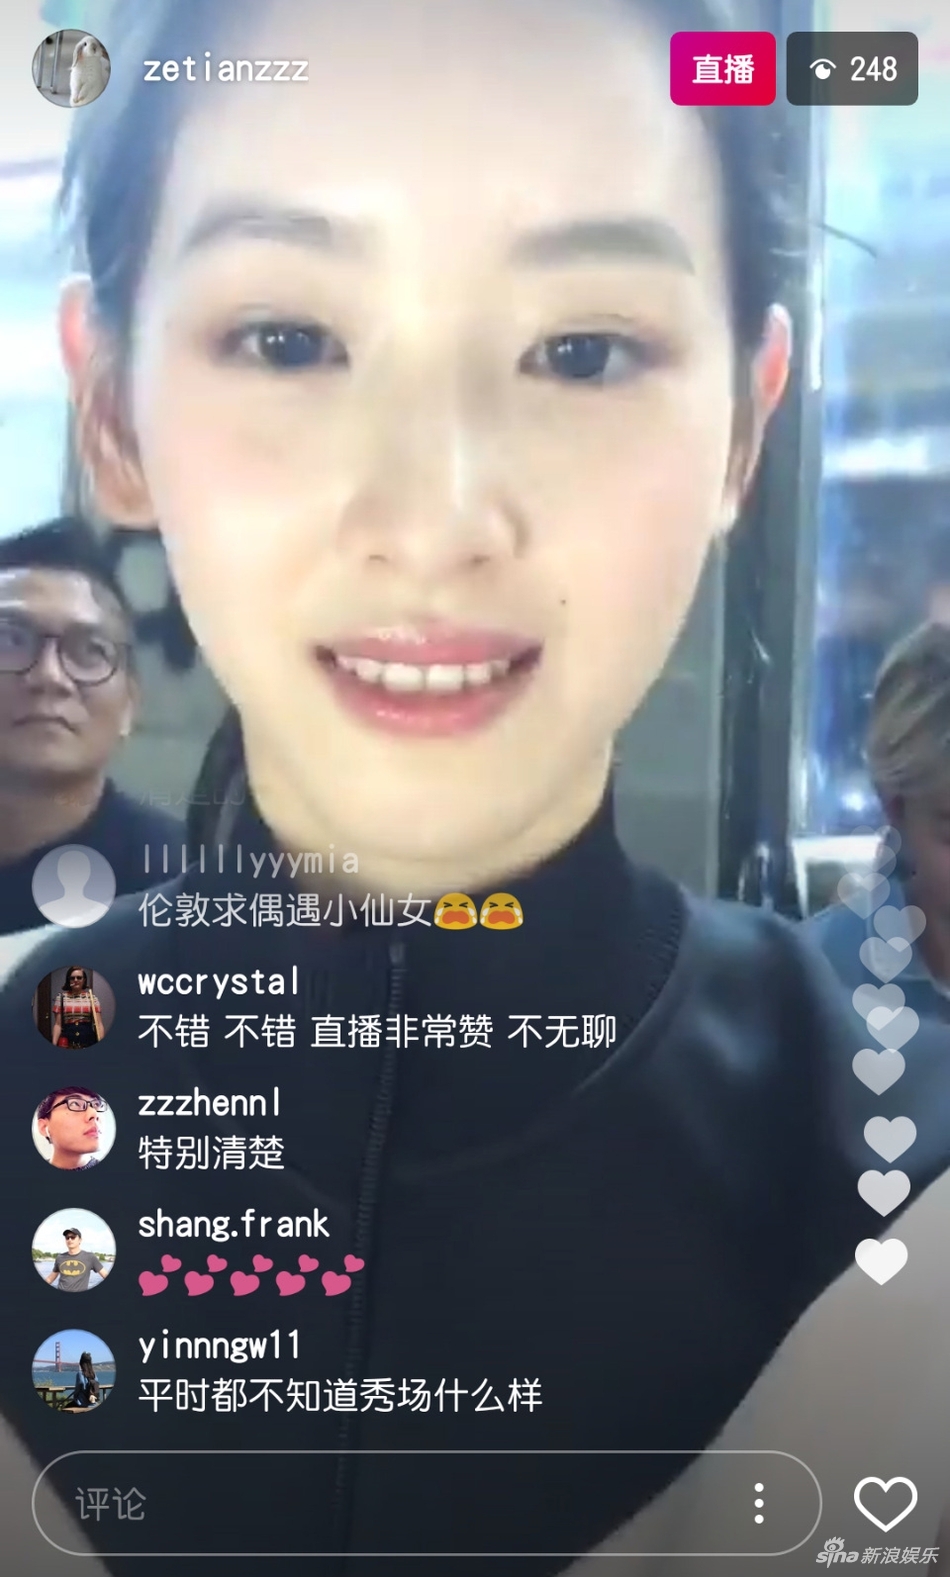 zetianzzz
直播
248
llllllyyymia
伦敦求偶遇小仙女😫😫
wccrystal
不错 不错 直播非常赞 不无聊
zzzhennl
特别清楚
shang.frank
💕💕💕💕💕
yinnngw11
平时都不知道秀场什么样
评论
sina 新浪娱乐